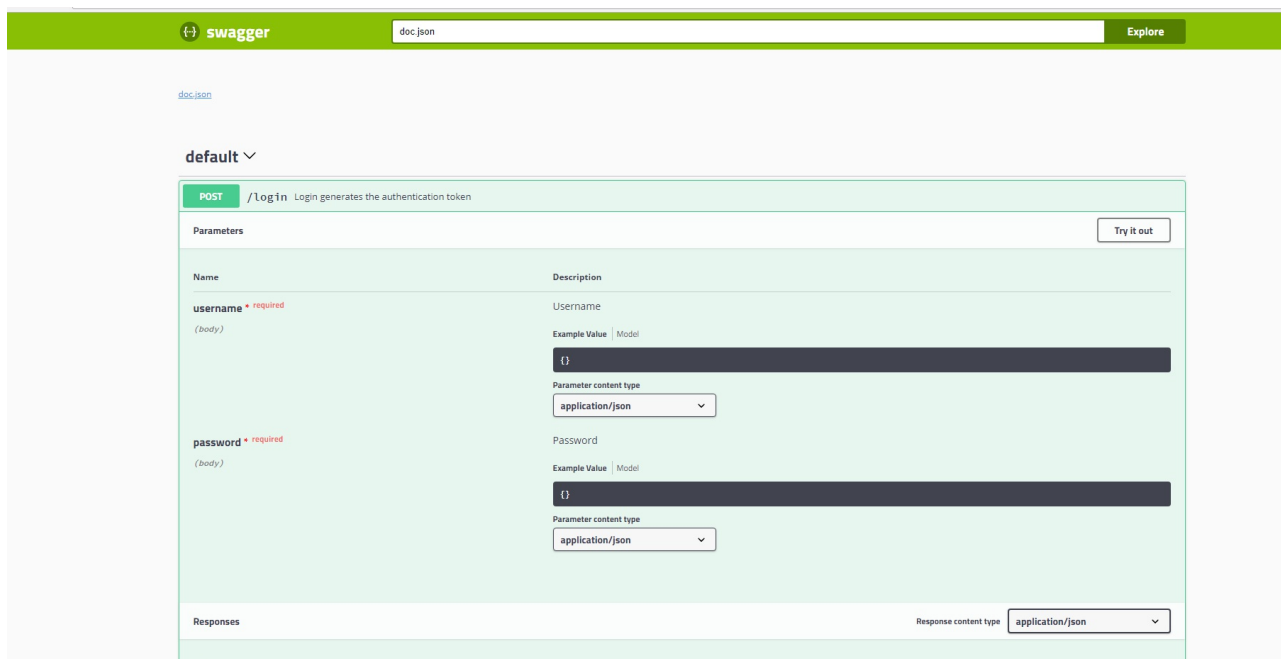 {-} swagger doc.json Explore
doc.json
default
POST /login Login generates the authentication token
Parameters Try it out
Name Description
username * required Username
(body)
Example Value Model
{}
Parameter content type
application/json
password * required Password
(body)
Example Value Model
{}
Parameter content type
application/json
Responses Response content type application/json